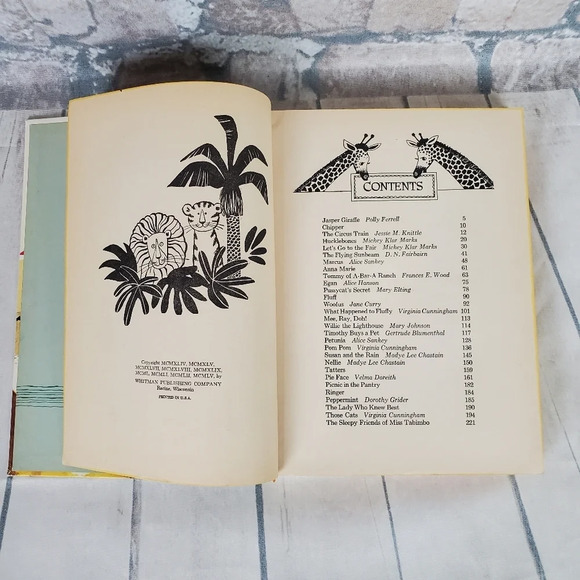 Copyright MCMXLIV, MCMXLV,
MCMXLVII, MCMXLVIII, MCMXLIX,
MCML, MCMLI, MCMLII, MCMLV, by
WHITMAN PUBLISHING COMPANY
Racine, Wisconsin
PRINTED IN U.S.A.
CONTENTS
Jasper Giraffe Polly Ferrell 5
Chipper 10
The Circus Train Jessie M. Knittle 12
Hucklebones Mickey Klar Marks 29
Let's Go to the Fair Mickey Klar Marks 30
The Flying Sunbeam D. N. Fairbairn 41
Marcus Alice Sankey 48
Anna Marie 61
Tommy of A-Bar-A Ranch Frances E. Wood 63
Egan Alice Hanson 75
Pussycat's Secret Mary Elting 78
Fluff 90
Woolus Jane Curry 92
What Happened to Fluffy Virginia Cunningham 101
Mee, Ray, Doh! 113
Willie the Lighthouse Mary Johnson 114
Timothy Buys a Pet Gertrude Blumenthal 117
Petunia Alice Sankey 128
Pom Pom Virginia Cunningham 136
Susan and the Rain Madye Lee Chastain 145
Nellie Madye Lee Chastain 150
Tatters 159
Pie Face Velma Dareith 161
Picnic in the Pantry 182
Ringer 184
Peppermint Dorothy Grider 185
The Lady Who Knew Best 190
Those Cats Virginia Cunningham 194
The Sleepy Friends of Miss Tabimbo 221